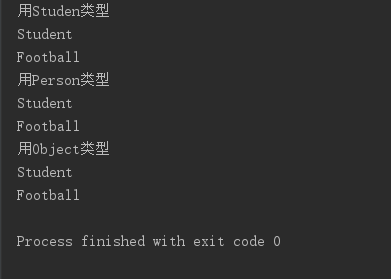 用Studen类型
Student
Football
用Person类型
Student
Football
用Object类型
Student
Football
Process finished with exit code 0